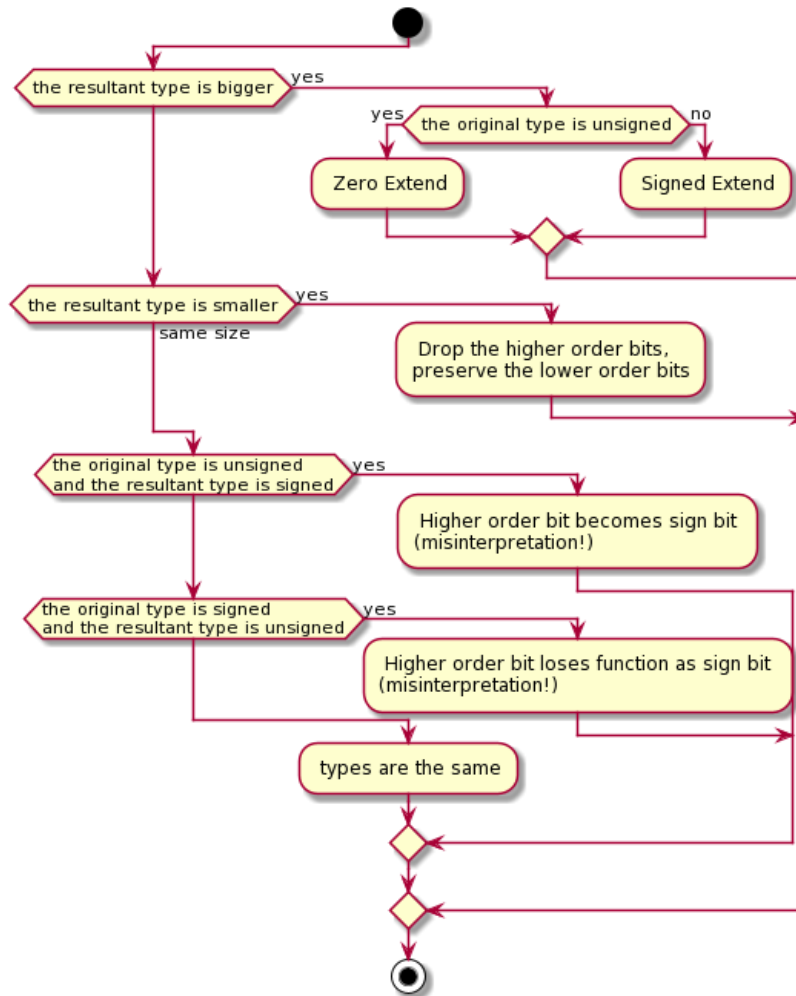 the resultant type is bigger
yes
yes
the original type is unsigned
no
Zero Extend
Signed Extend
the resultant type is smaller
yes
same size
Drop the higher order bits,
preserve the lower order bits
the original type is unsigned
and the resultant type is signed
yes
Higher order bit becomes sign bit
(misinterpretation!)
the original type is signed
and the resultant type is unsigned
yes
Higher order bit loses function as sign bit
(misinterpretation!)
types are the same